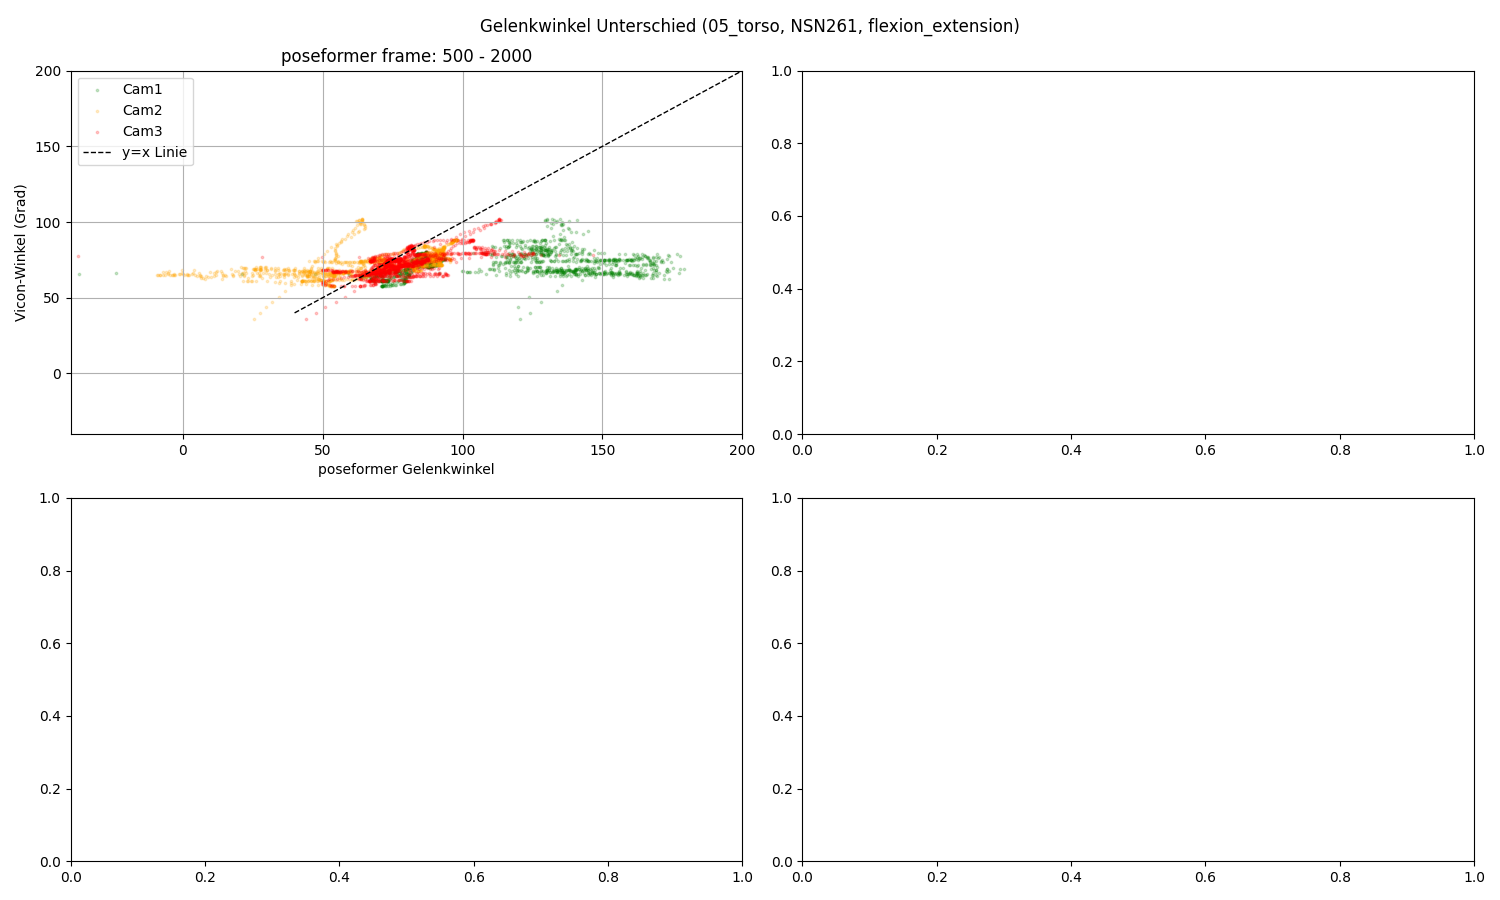 Gelenkwinkel Unterschied (05_torso, NSN261, flexion_extension)
poseformer frame: 500 - 2000
Cam1
Cam2
Cam3
y=x Linie
Vicon-Winkel (Grad)
200
150
100
50
0
0 50 100 150 200
poseformer Gelenkwinkel
1.0
0.8
0.6
0.4
0.2
0.0
0.0 0.2 0.4 0.6 0.8 1.0
1.0
0.8
0.6
0.4
0.2
0.0
0.0 0.2 0.4 0.6 0.8 1.0
1.0
0.8
0.6
0.4
0.2
0.0
0.0 0.2 0.4 0.6 0.8 1.0